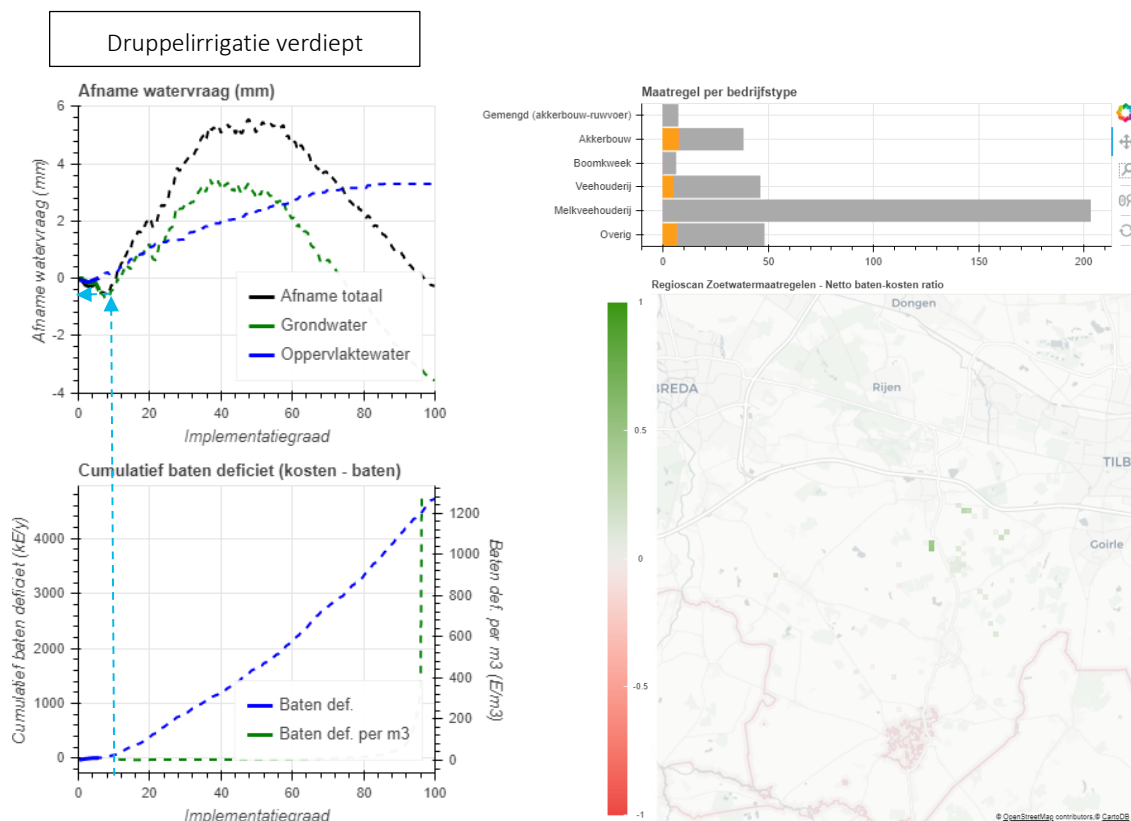 Druppelirrigatie verdiept
Afname watervraag (mm)
6
4
2
0
-2
-4
Afname watervraag (mm)
Afname totaal
Grondwater
Oppervlaktewater
0
20
40
60
80
100
Implementatiegraad
Cumulatief baten deficiet (kosten - baten)
4000
3000
2000
1000
0
Cumulatief baten deficiet (kE/y)
1200
1000
800
600
400
200
0
Baten def. per m3 (E/m3)
Baten def.
Baten def. per m3
0
20
40
60
80
100
Implementatiegraad
Maatregel per bedrijfstype
Gemengd (akkerbouw-ruwvoer)
Akkerbouw
Boomkweek
Veehouderij
Melkveehouderij
Overig
0
50
100
150
200
Regioscan Zoetwatermaatregelen - Netto baten-kosten ratio
1
0.5
0
-0.5
-1
Dongen
BREDA
Rijen
TILB
Goirle
© OpenStreetMap contributors,© CartoDB